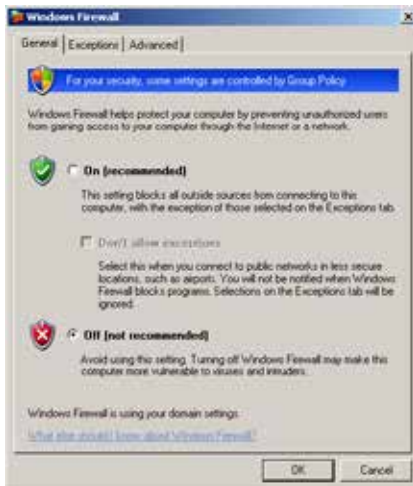 Windows Firewall
General Exceptions Advanced
For your security, some settings are controlled by Group Policy
Windows Firewall helps protect your computer by preventing unauthorized users
from gaining access to your computer through the Internet or a network.
On (recommended)
This setting blocks all outside sources from connecting to this
computer, with the exception of those selected on the Exceptions tab.
Don't allow exceptions
Select this when you connect to public networks in less secure
locations, such as airports. You will not be notified when Windows
Firewall blocks programs. Selections on the Exceptions tab will be
ignored.
Off (not recommended)
Avoid using this setting. Turning off Windows Firewall may make this
computer more vulnerable to viruses and intruders.
Windows Firewall is using your domain settings.
What else should I know about Windows Firewall?
OK Cancel